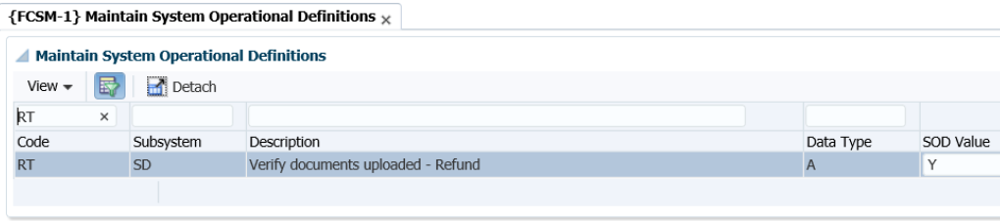 {FCSM-1} Maintain System Operational Definitions ×
Maintain System Operational Definitions
View Detach
RT ×
Code Subsystem Description Data Type SOD Value
RT SD Verify documents uploaded - Refund A Y